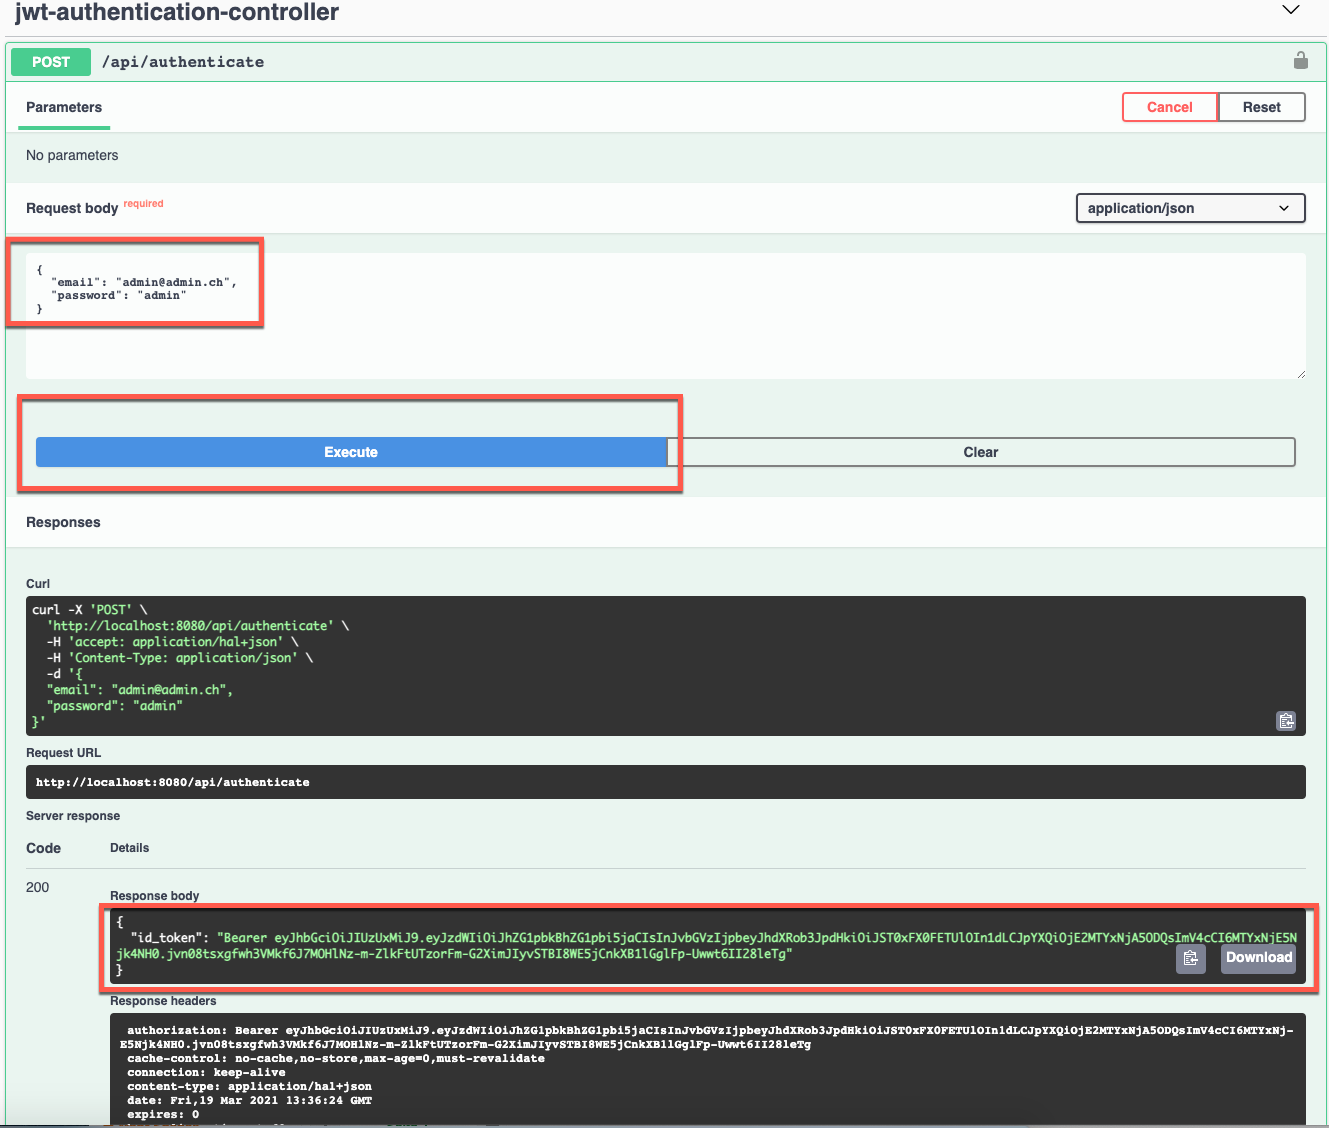 jwt-authentication-controller
POST /api/authenticate
Parameters
Cancel Reset
No parameters
Request body required
application/json
{
"email": "admin@admin.ch",
"password": "admin"
}
Execute Clear
Responses
Curl
curl -X 'POST' \
'http://localhost:8080/api/authenticate' \
-H 'accept: application/hal+json' \
-H 'Content-Type: application/json' \
-d '{
"email": "admin@admin.ch",
"password": "admin"
}'
Request URL
http://localhost:8080/api/authenticate
Server response
Code Details
200
Response body
{
"id_token": "Bearer eyJhbGciOiJIUzUxMiJ9.eyJzdWIiOiJhZG1pbkBhZG1pbi5jaCIsInJvbGVzIjpbeyJhdXRob3JpdHkiOiJST0xFX0FETUlOIn1dLCJpYXQiOjE2MTYxNjA5ODQsImV4cCI6MTYxNjE5N
jk4NH0.jvn08tsxgfwh3VMkf6J7MOHlNz-m-ZlkFtUTzorFm-G2XimJIyvSTBI8WE5jCnkXB1lGglFp-Uwwt6II28leTg"
}
Download
Response headers
authorization: Bearer eyJhbGciOiJIUzUxMiJ9.eyJzdWIiOiJhZG1pbkBhZG1pbi5jaCIsInJvbGVzIjpbeyJhdXRob3JpdHkiOiJST0xFX0FETUlOIn1dLCJpYXQiOjE2MTYxNjA5ODQsImV4cCI6MTYxNj-
E5Njk4NH0.jvn08tsxgfwh3VMkf6J7MOHlNz-m-ZlkFtUTzorFm-G2XimJIyvSTBI8WE5jCnkXB1lGglFp-Uwwt6II28leTg
cache-control: no-cache,no-store,max-age=0,must-revalidate
connection: keep-alive
content-type: application/hal+json
date: Fri,19 Mar 2021 13:36:24 GMT
expires: 0